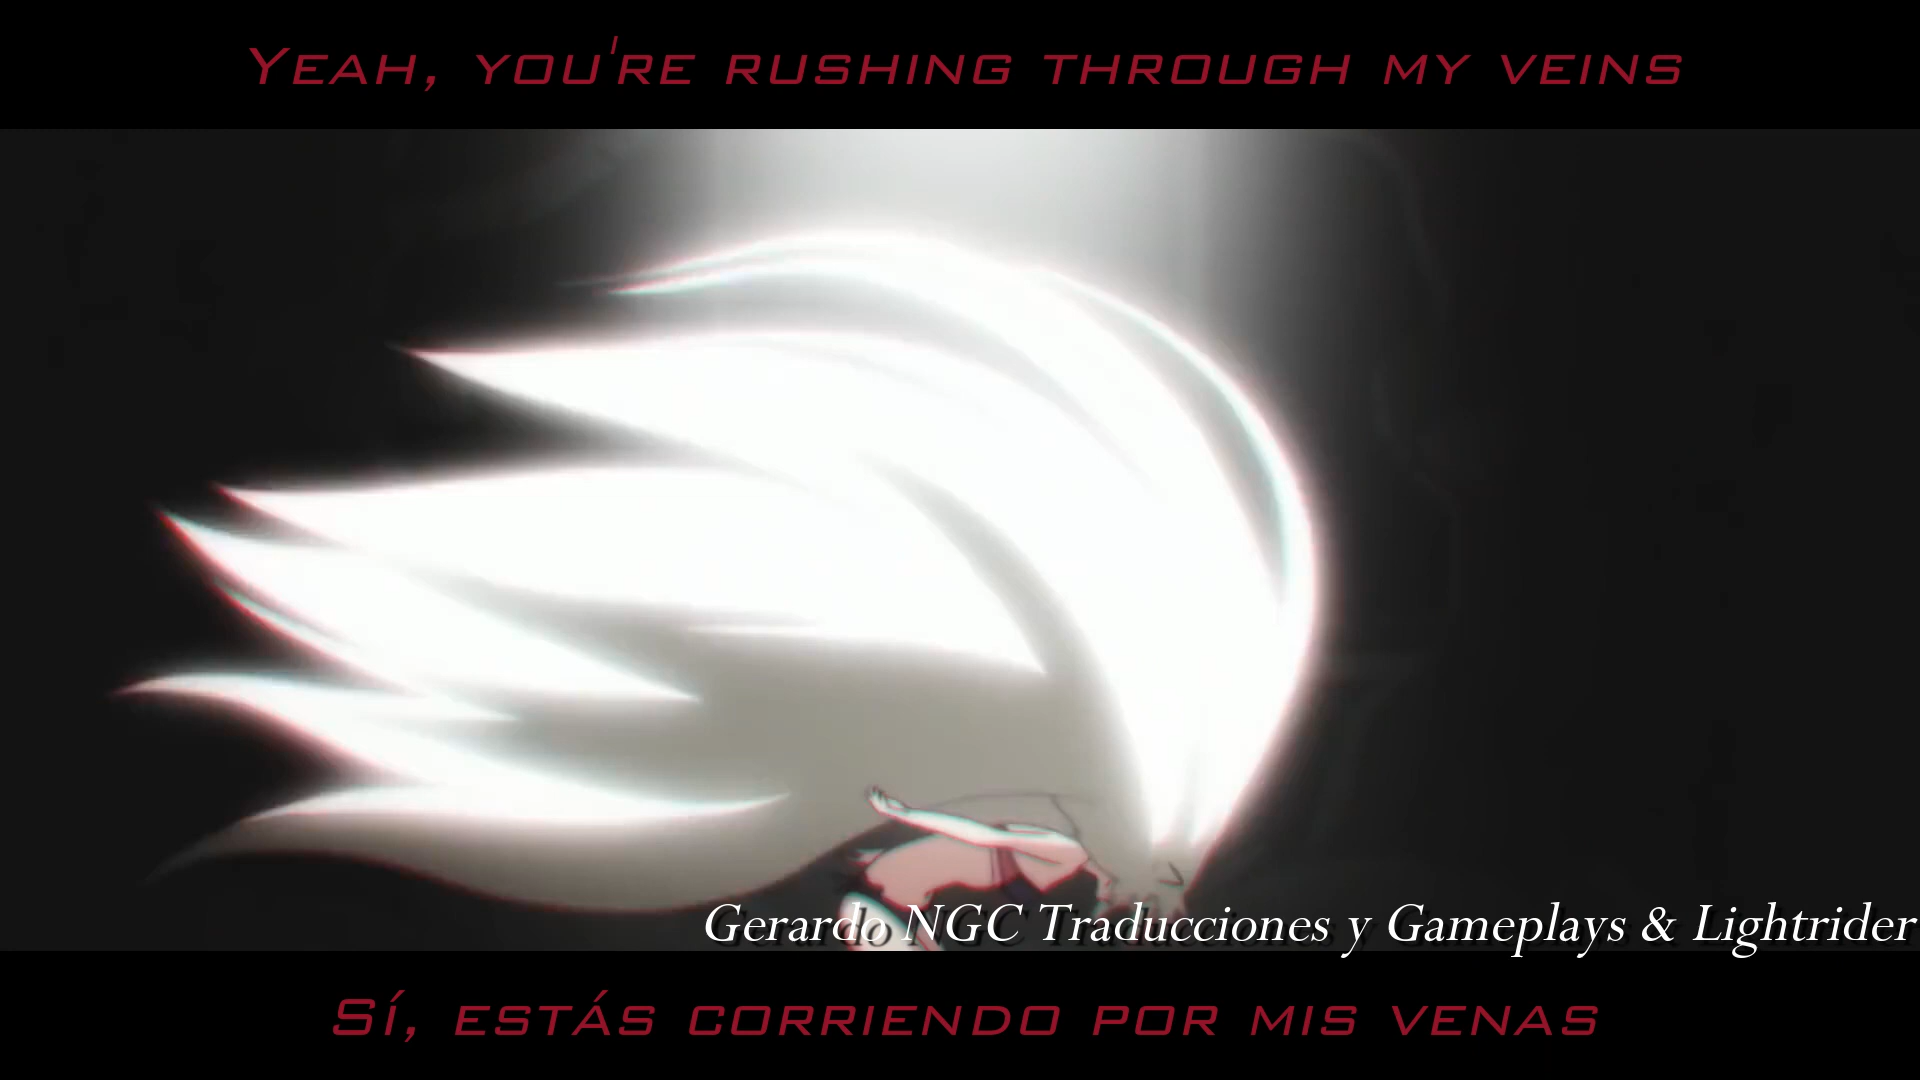 Yeah, you're rushing through my veins
Gerardo NGC Traducciones y Gameplays & Lightrider
Sí, estás corriendo por mis venas